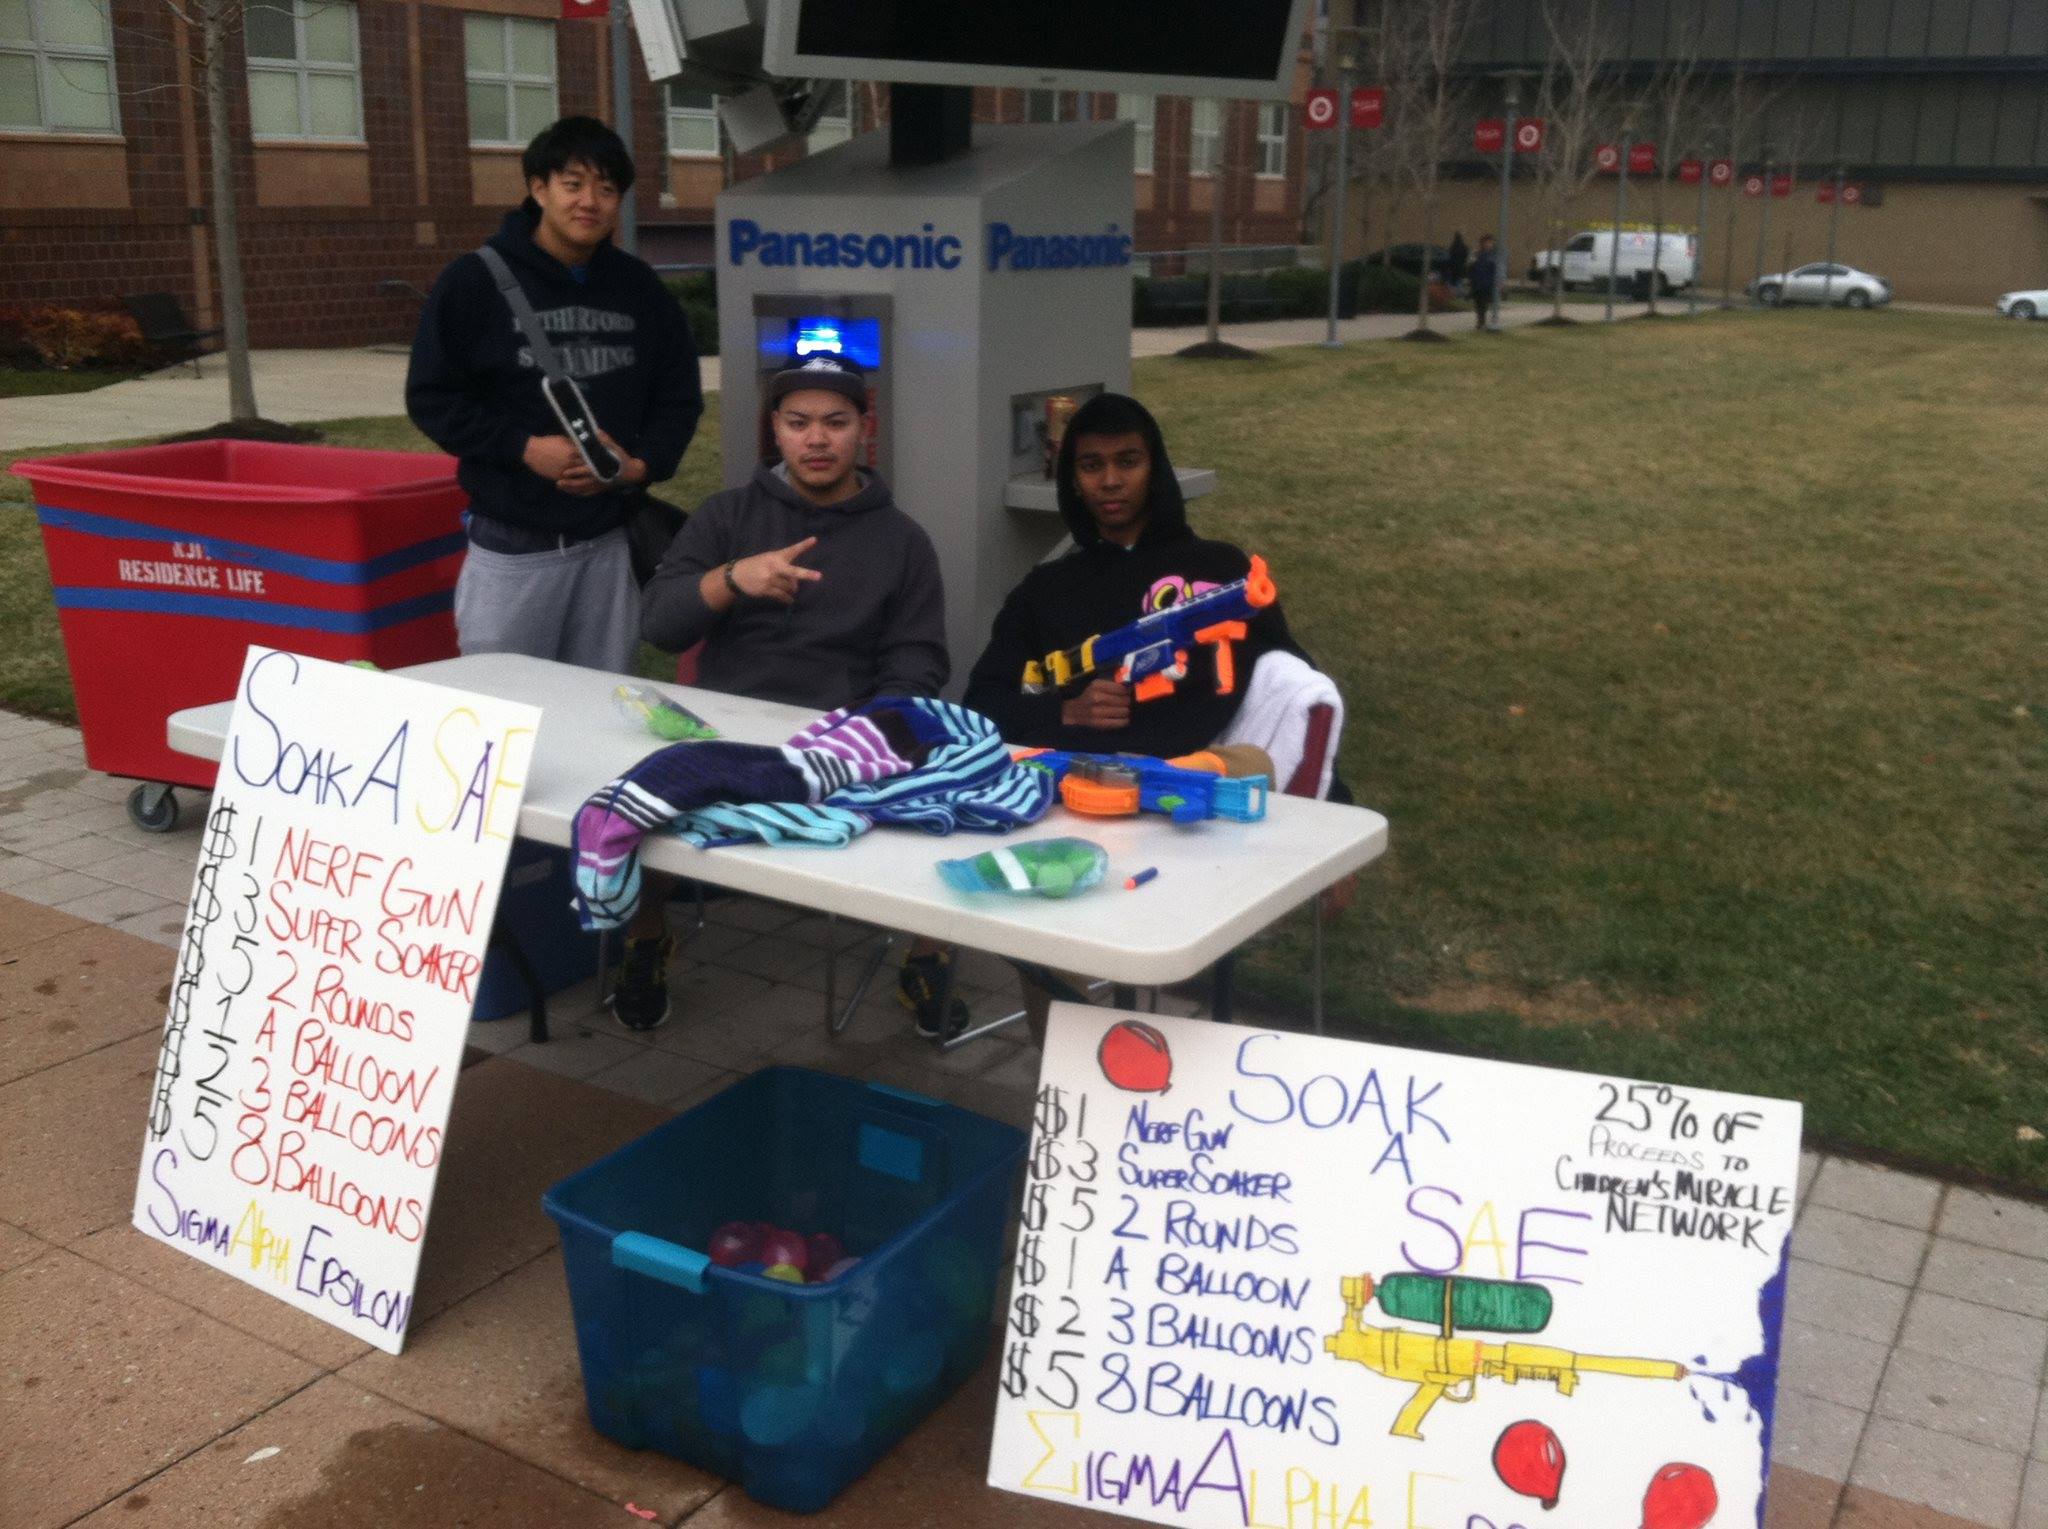 Panasonic
Panasonic
RUTHERFORD
SWIMMING
RESIDENCE LIFE
SOAK A SAE
$1 NERF GUN
$3 SUPER SOAKER
$5 2 ROUNDS
$1 A BALLOON
$2 3 BALLOONS
$5 8 BALLOONS
SIGMA ALPHA EPSILON
SOAK
A
SAE
25% OF
PROCEEDS TO
CHILDREN'S MIRACLE
NETWORK
$1 NERF GUN
$3 SUPER SOAKER
$5 2 ROUNDS
$1 A BALLOON
$2 3 BALLOONS
$5 8 BALLOONS
ΣIGMA ALPHA